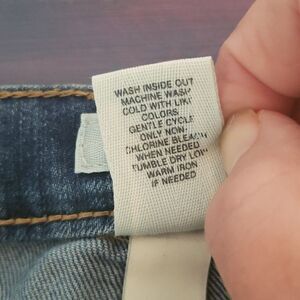 WASH INSIDE OUT
MACHINE WASH
COLD WITH LIKE
COLORS
GENTLE CYCLE
ONLY NON-
CHLORINE BLEACH
WHEN NEEDED
TUMBLE DRY LOW
WARM IRON
IF NEEDED